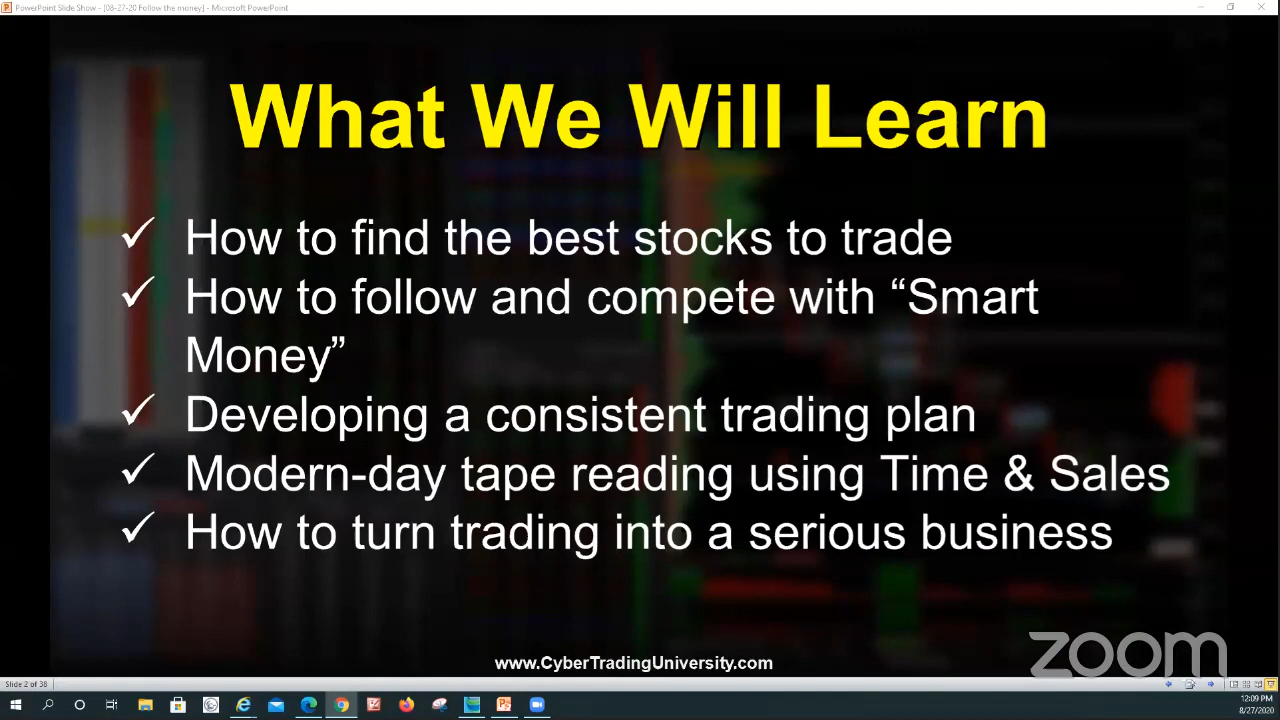 PowerPoint Slide Show - [08-27-20 Follow the money] - Microsoft PowerPoint
What We Will Learn
✓ How to find the best stocks to trade
✓ How to follow and compete with “Smart
Money”
✓ Developing a consistent trading plan
✓ Modern-day tape reading using Time & Sales
✓ How to turn trading into a serious business
zoom
www.CyberTradingUniversity.com
Slide 2 of 38
12:09 PM
8/27/2020